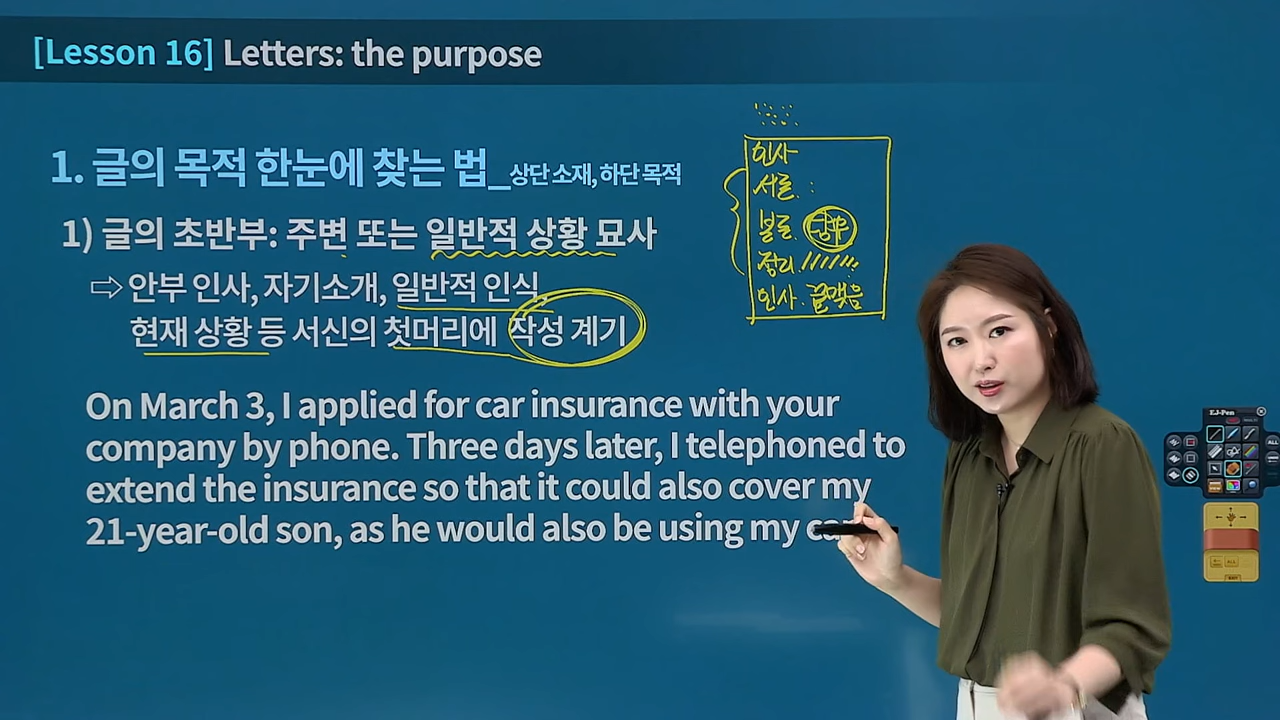 [Lesson 16] Letters: the purpose
1. 글의 목적 한눈에 찾는 법_상단 소재, 하단 목적
1) 글의 초반부: 주변 또는 일반적 상황 묘사
⇨ 안부 인사, 자기소개, 일반적 인식
현재 상황 등 서신의 첫머리에 작성 계기
On March 3, I applied for car insurance with your
company by phone. Three days later, I telephoned to
extend the insurance so that it could also cover my
21-year-old son, as he would also be using my
인사
서론 :
본론
정리
인사. 끝맺음
EJ-Pen
ALL
ALL
EXIT